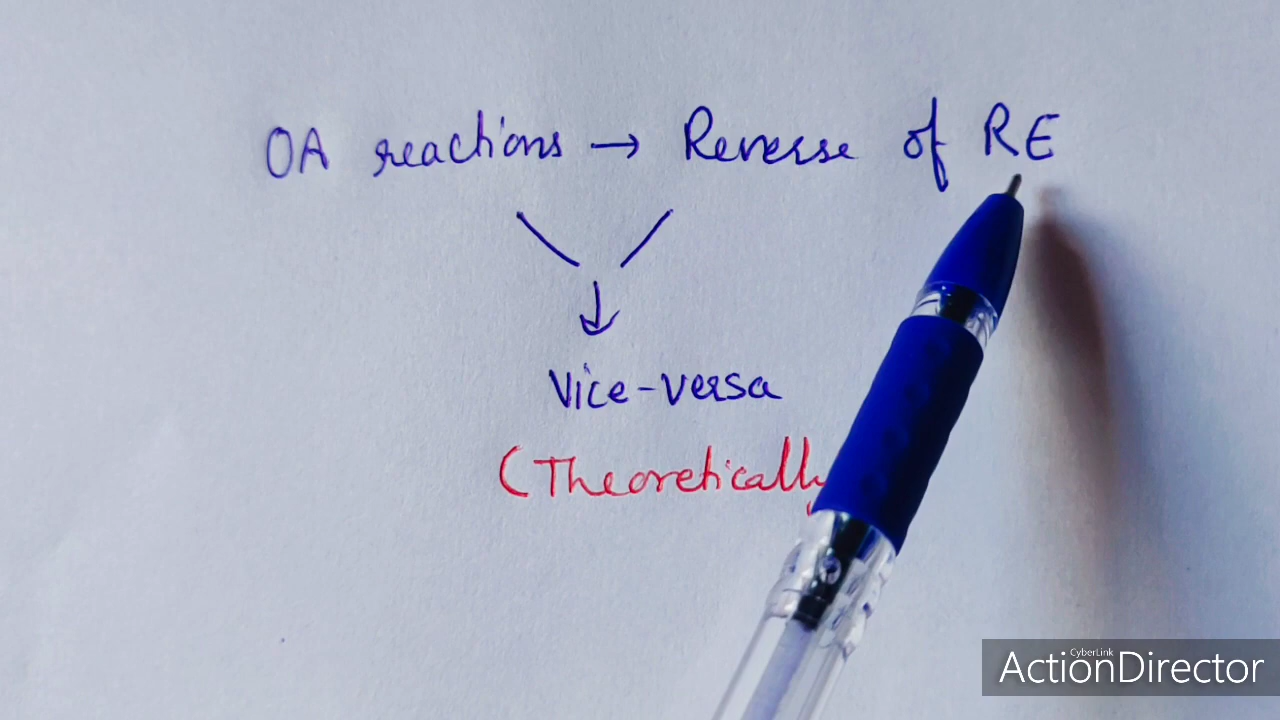 OA reactions → Reverse of RE
↓
Vice-versa
(Theoretically
CyberLink
ActionDirector